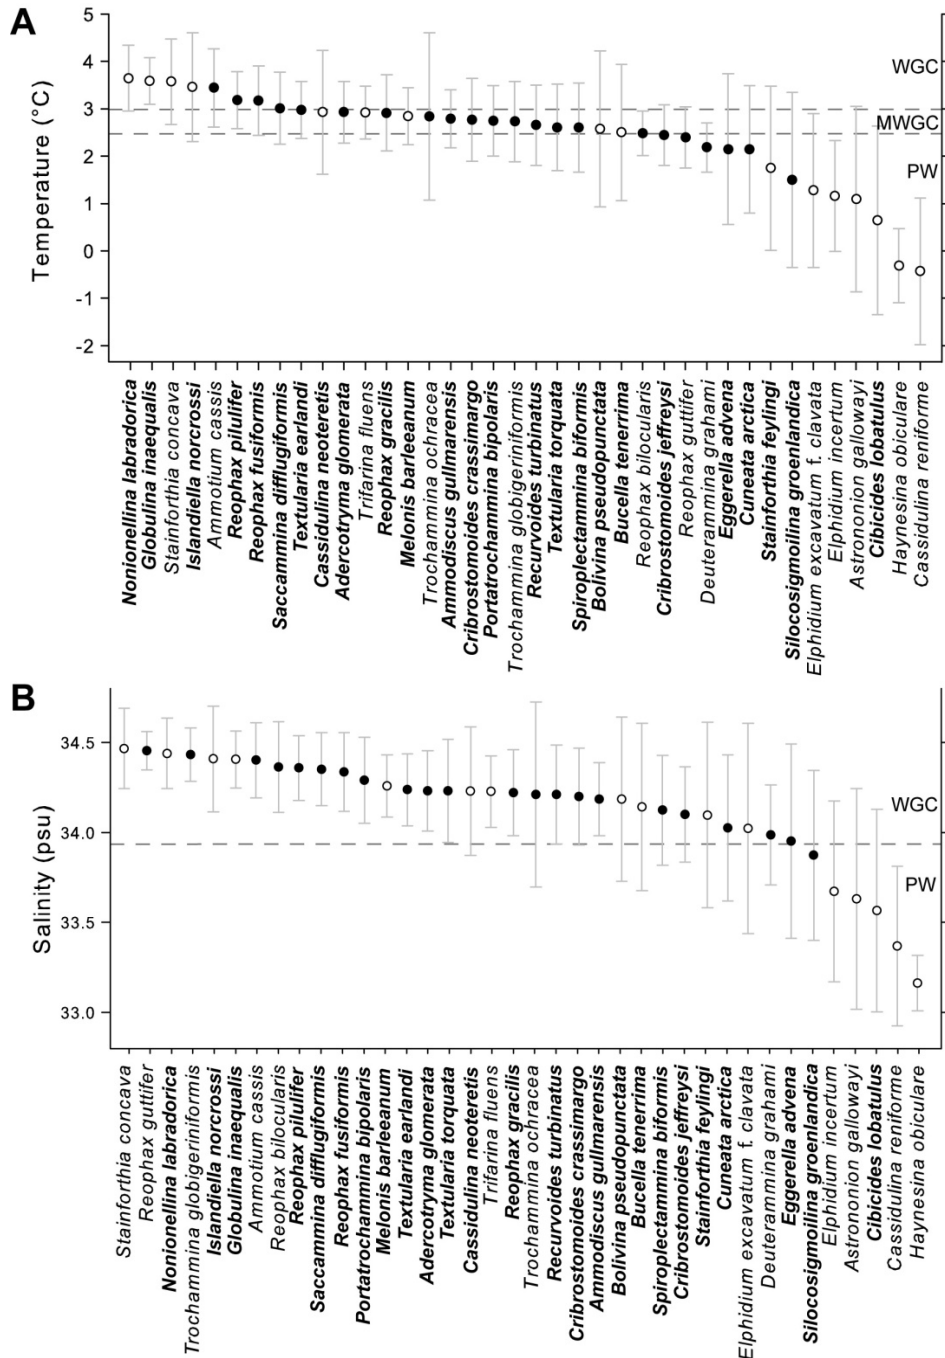 A
Temperature (°C)
5
4
3
2
1
0
-1
-2
WGC
MWGC
PW
Nonionellina labradorica
Globulina inaequalis
Stainforthia concava
Islandiella norcrossi
Ammotium cassis
Reophax pilulifer
Reophax fusiformis
Saccammina difflugiformis
Textularia earlandi
Cassidulina neoteretis
Adercotryma glomerata
Trifarina fluens
Reophax gracilis
Melonis barleeanum
Trochammina ochracea
Ammodiscus gullmarensis
Cribrostomoides crassimargo
Portatrochammina bipolaris
Trochammina globigeriniformis
Recurvoides turbinatus
Textularia torquata
Spiroplectammina biformis
Bolivina pseudopunctata
Bucella tenerrima
Reophax bilocularis
Cribrostomoides jeffreysi
Reophax guttifer
Deuterammina grahami
Eggerella advena
Cuneata arctica
Stainforthia feylingi
Silocosigmoilina groenlandica
Elphidium excavatum f. clavata
Elphidium incertum
Astrononion gallowayi
Cibicides lobatulus
Haynesina obiculare
Cassidulina reniforme
B
Salinity (psu)
34.5
34.0
33.5
33.0
WGC
PW
Stainforthia concava
Reophax guttifer
Nonionellina labradorica
Trochammina globigeriniformis
Islandiella norcrossi
Globulina inaequalis
Ammotium cassis
Reophax bilocularis
Reophax pilulifer
Saccammina difflugiformis
Reophax fusiformis
Portatrochammina bipolaris
Melonis barleeanum
Textularia earlandi
Adercotryma glomerata
Textularia torquata
Cassidulina neoteretis
Trifarina fluens
Reophax gracilis
Trochammina ochracea
Recurvoides turbinatus
Cribrostomoides crassimargo
Ammodiscus gullmarensis
Bolivina pseudopunctata
Bucella tenerrima
Spiroplectammina biformis
Cribrostomoides jeffreysi
Stainforthia feylingi
Cuneata arctica
Elphidium excavatum f. clavata
Deuterammina grahami
Eggerella advena
Silocosigmoilina groenlandica
Elphidium incertum
Astrononion gallowayi
Cibicides lobatulus
Cassidulina reniforme
Haynesina obiculare